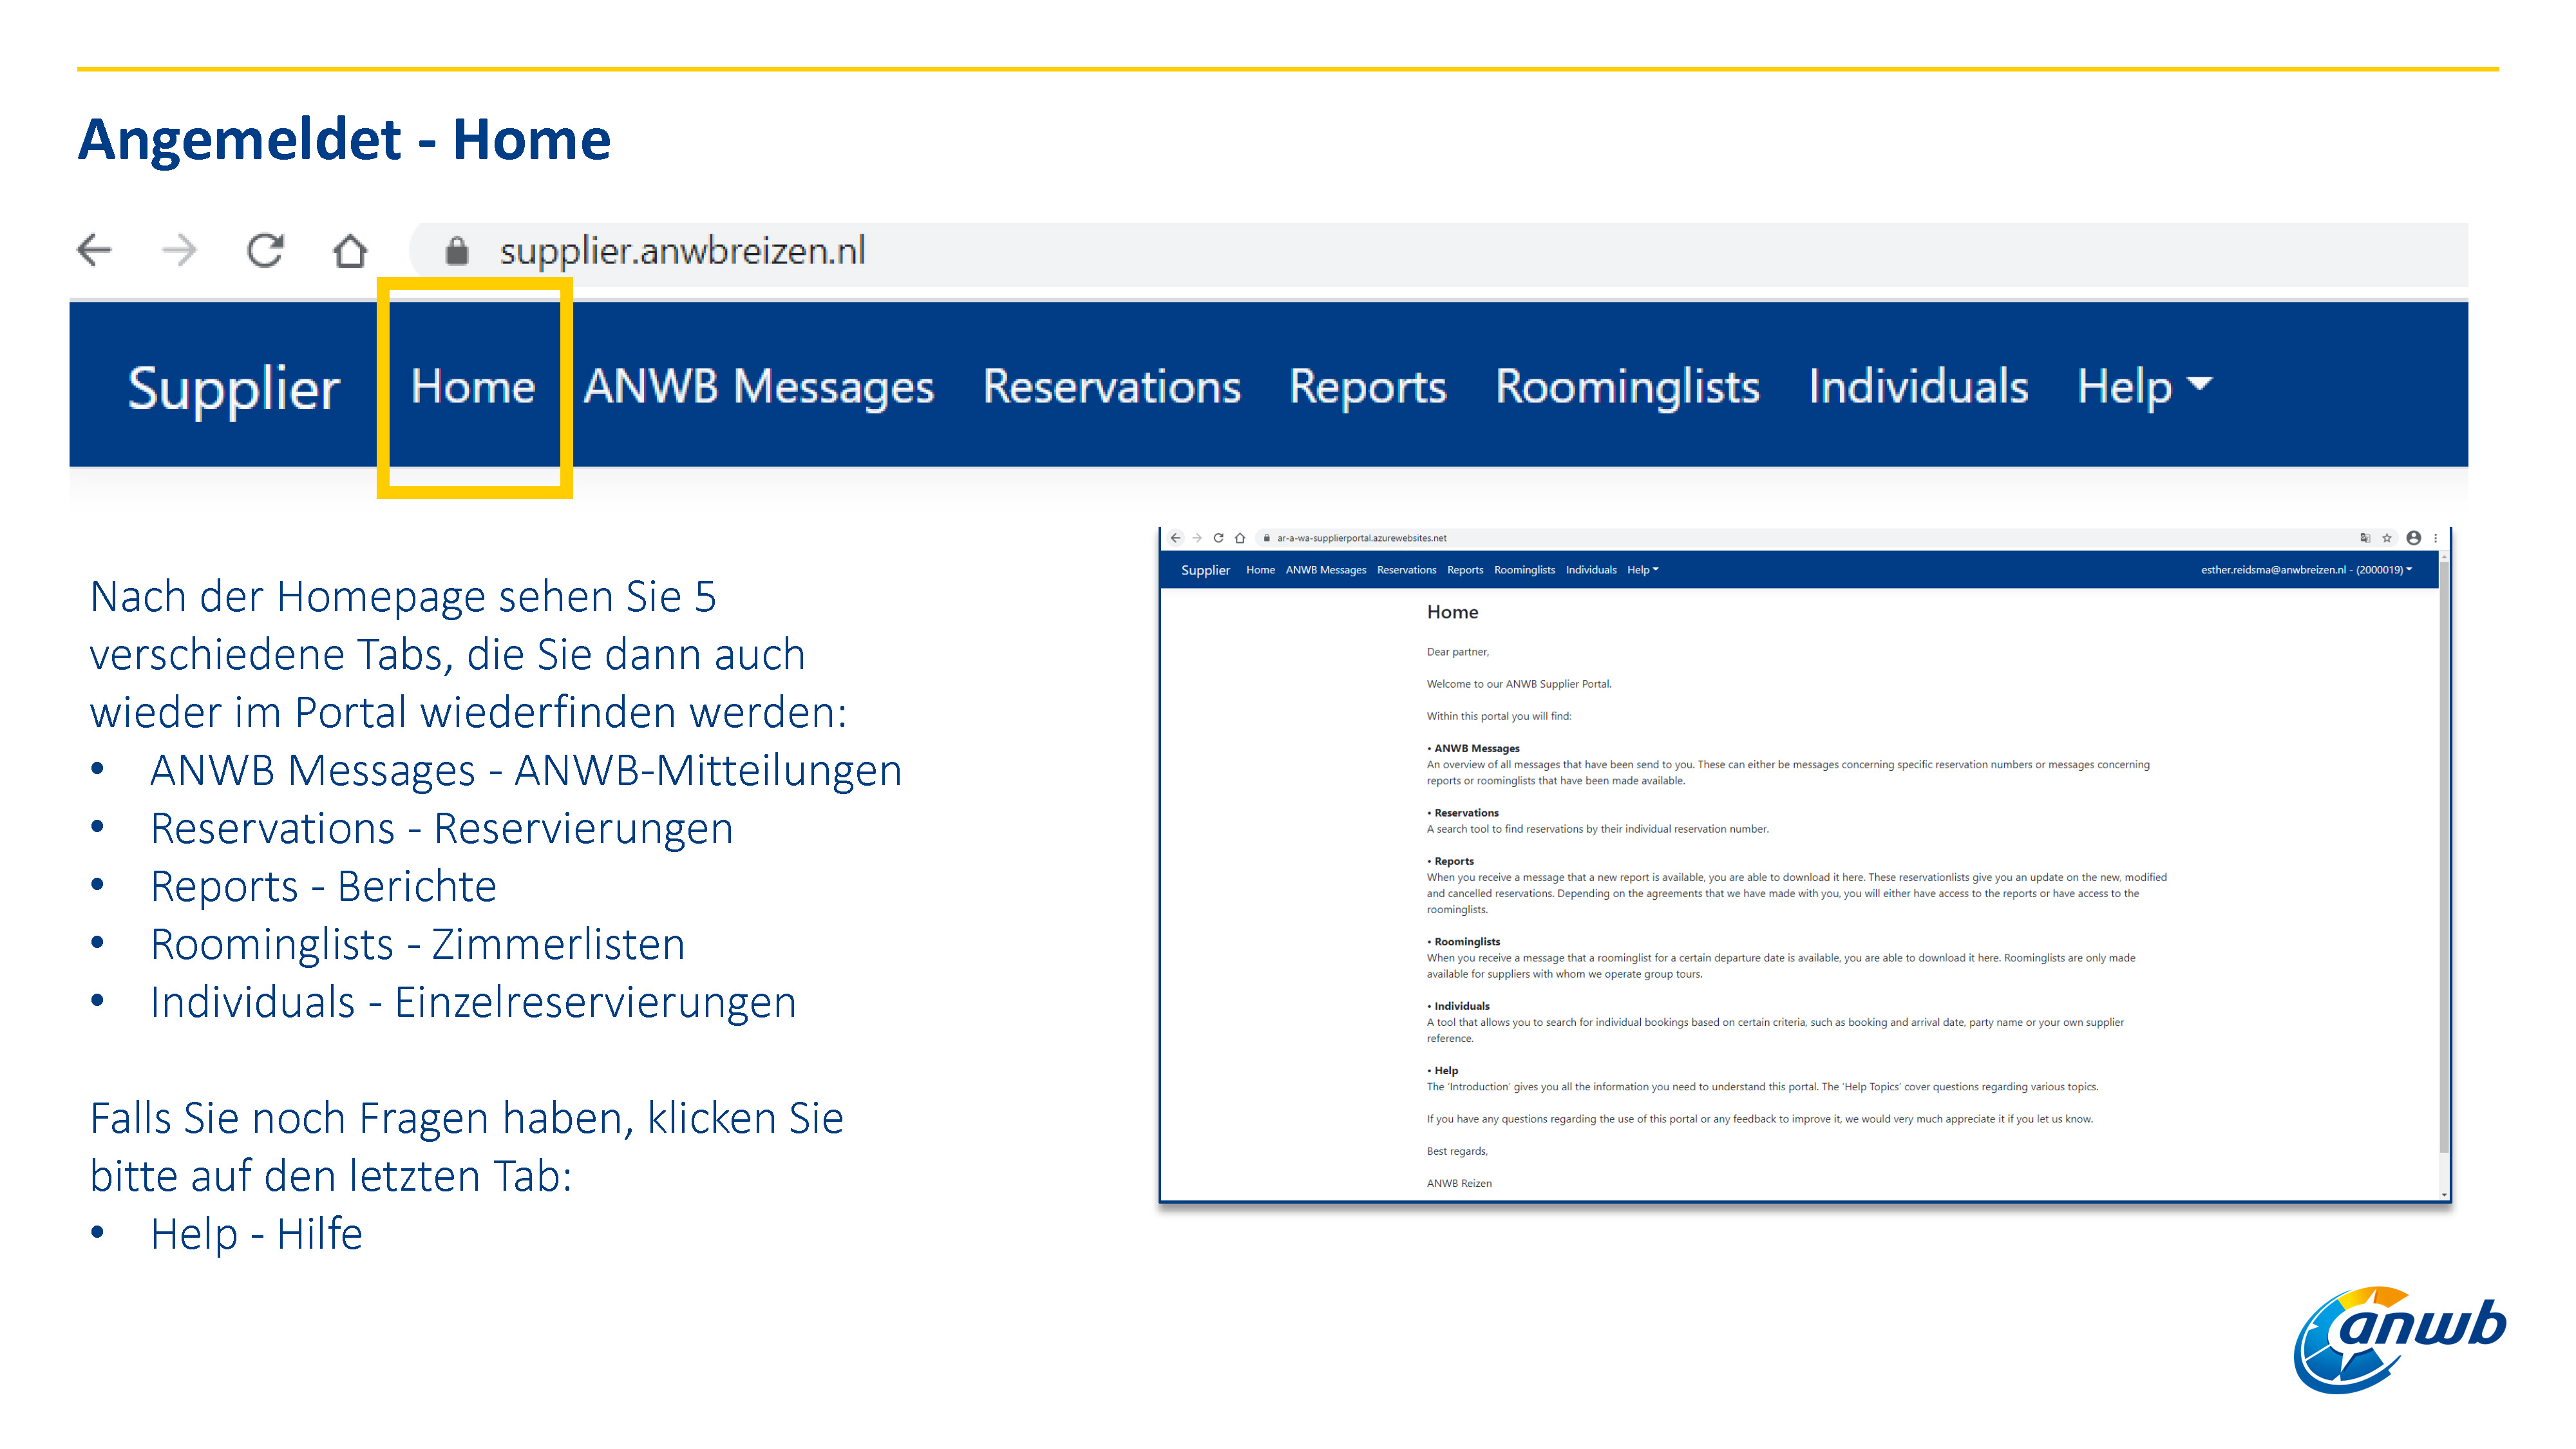 Angemeldet - Home
supplier.anwbreizen.nl
Supplier Home ANWB Messages Reservations Reports Roominglists Individuals Help
Nach der Homepage sehen Sie 5
verschiedene Tabs, die Sie dann auch
wieder im Portal wiederfinden werden:
• ANWB Messages - ANWB-Mitteilungen
• Reservations - Reservierungen
• Reports - Berichte
• Roominglists - Zimmerlisten
• Individuals - Einzelreservierungen
Falls Sie noch Fragen haben, klicken Sie
bitte auf den letzten Tab:
• Help - Hilfe
ar-a-wa-supplierportal.azurewebsites.net
Supplier Home ANWB Messages Reservations Reports Roominglists Individuals Help esther.reidsma@anwbreizen.nl - (2000019)
Home
Dear partner,
Welcome to our ANWB Supplier Portal.
Within this portal you will find:
• ANWB Messages
An overview of all messages that have been send to you. These can either be messages concerning specific reservation numbers or messages concerning
reports or roominglists that have been made available.
• Reservations
A search tool to find reservations by their individual reservation number.
• Reports
When you receive a message that a new report is available, you are able to download it here. These reservationlists give you an update on the new, modified
and cancelled reservations. Depending on the agreements that we have made with you, you will either have access to the reports or have access to the
roominglists.
• Roominglists
When you receive a message that a roominglist for a certain departure date is available, you are able to download it here. Roominglists are only made
available for suppliers with whom we operate group tours.
• Individuals
A tool that allows you to search for individual bookings based on certain criteria, such as booking and arrival date, party name or your own supplier
reference.
• Help
The 'Introduction' gives you all the information you need to understand this portal. The 'Help Topics' cover questions regarding various topics.
If you have any questions regarding the use of this portal or any feedback to improve it, we would very much appreciate it if you let us know.
Best regards,
ANWB Reizen
anwb